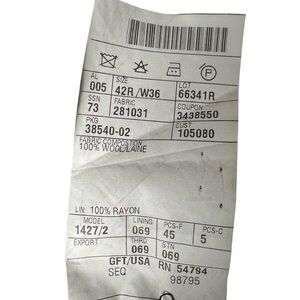 AL SIZE LOT
005 42R /W36 66341R
SSN FABRIC COUPON
73 281031 3438550
PKG CUST
38540-02 105080
FABRIC COMPOSITION
100% WOOL/LAINE
LIN: 100% RAYON
MODEL LINING PCS-F PCS-C
1427/2 069 45 5
EXPORT THRD BTN
069 069
GFT/USA RN 54794
SEQ 98795